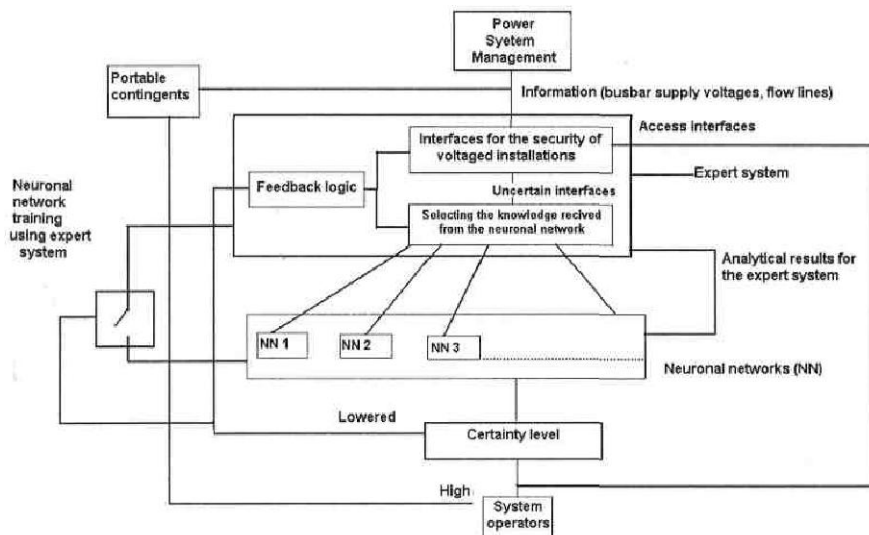 Power
Syetem
Management
Portable
contingents
Information (busbar supply voltages, flow lines)
Access interfaces
Interfaces for the security of
voltaged installations
Expert system
Feedback logic
Uncertain interfaces
Neuronal
network
training
using expert
system
Selecting the knowledge recived
from the neuronal network
Analytical results for
the expert system
NN 1
NN 2
NN 3
Neuronal networks (NN)
Lowered
Certainty level
High
System
operators